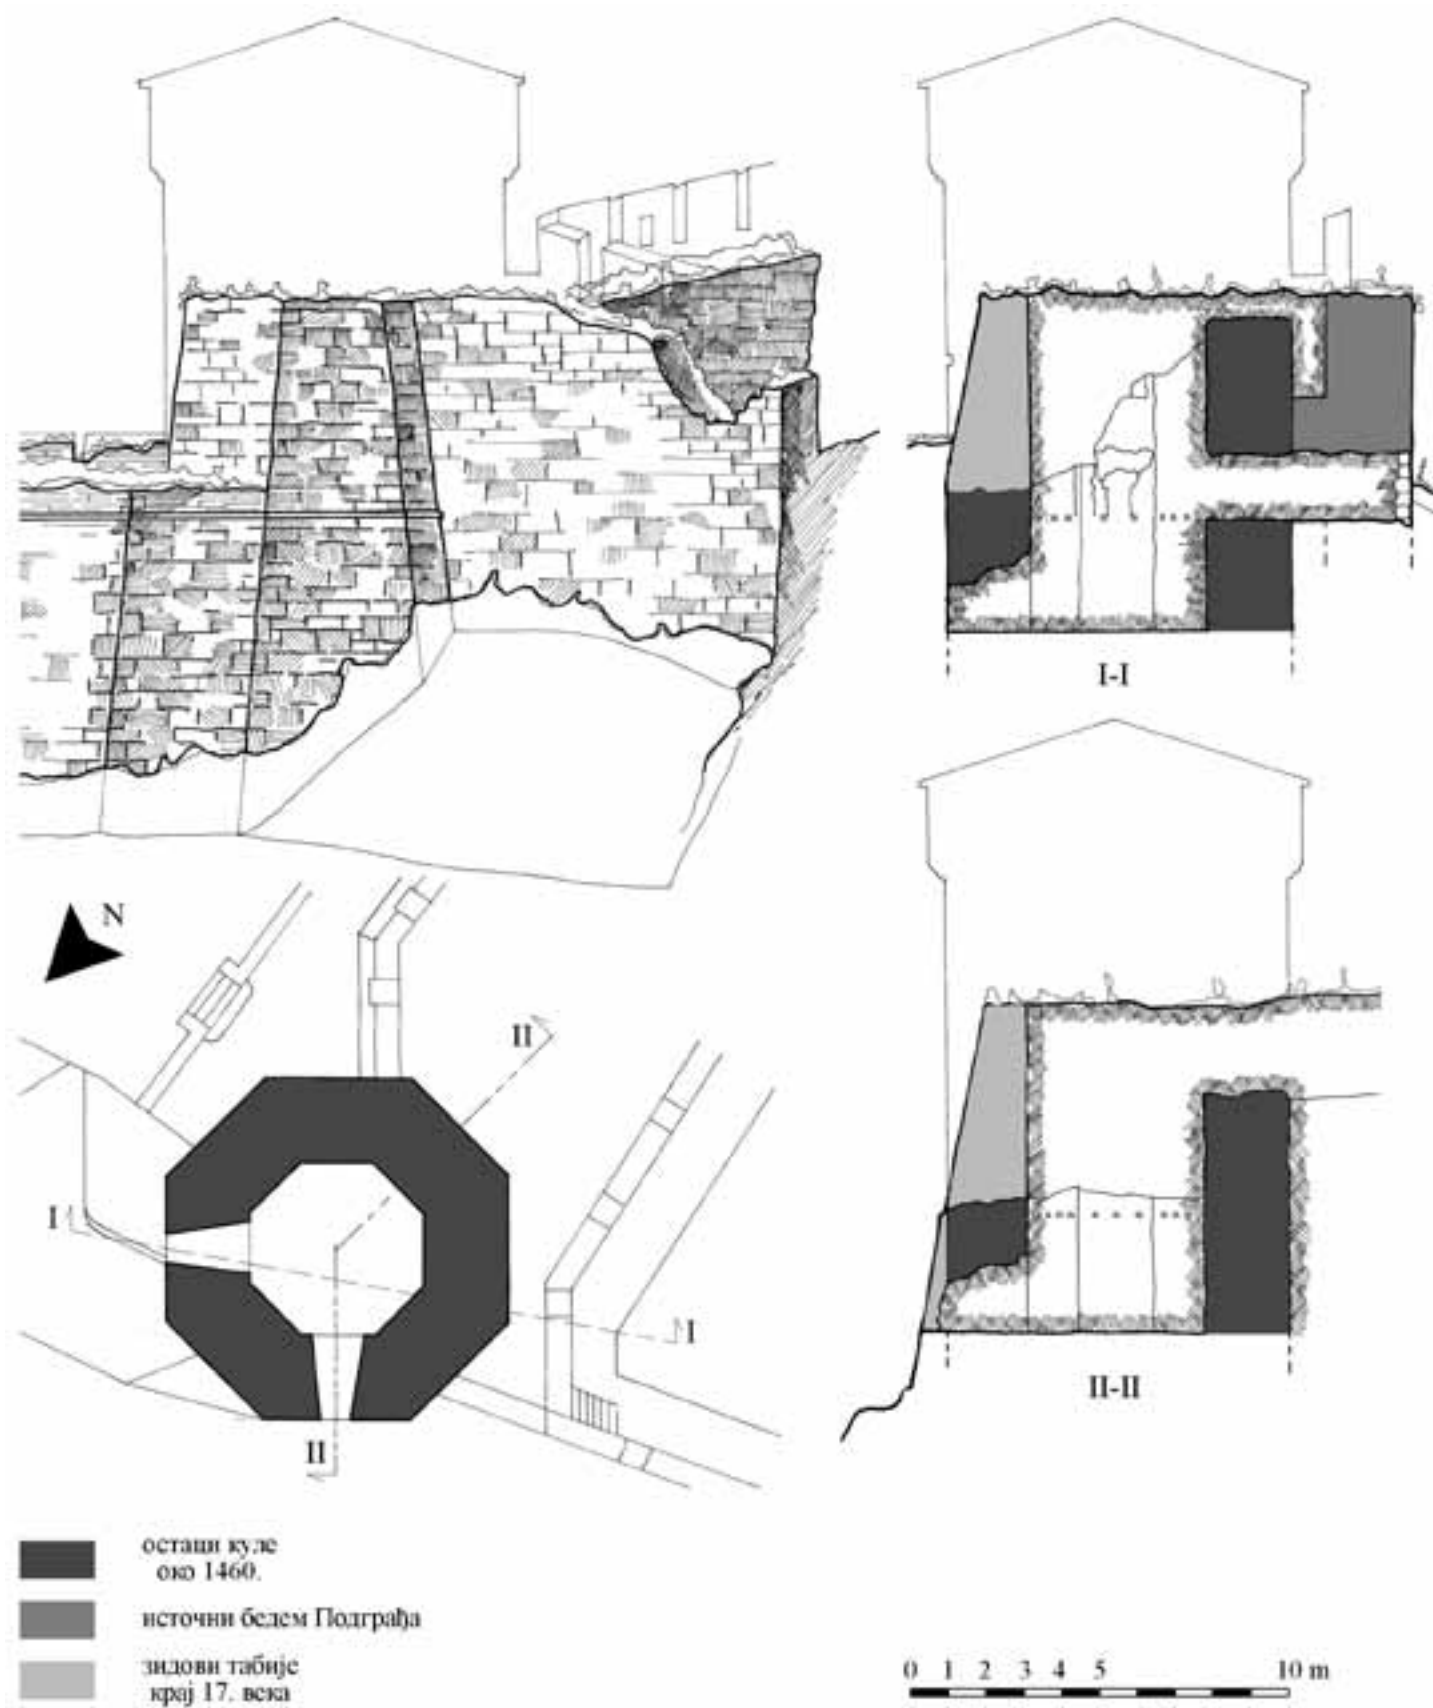 I-I
N
II
I
I
II
II-II
остаци куле
око 1460.
источни бедем Подграђа
зидови табије
крај 17. века
0 1 2 3 4 5 10 m